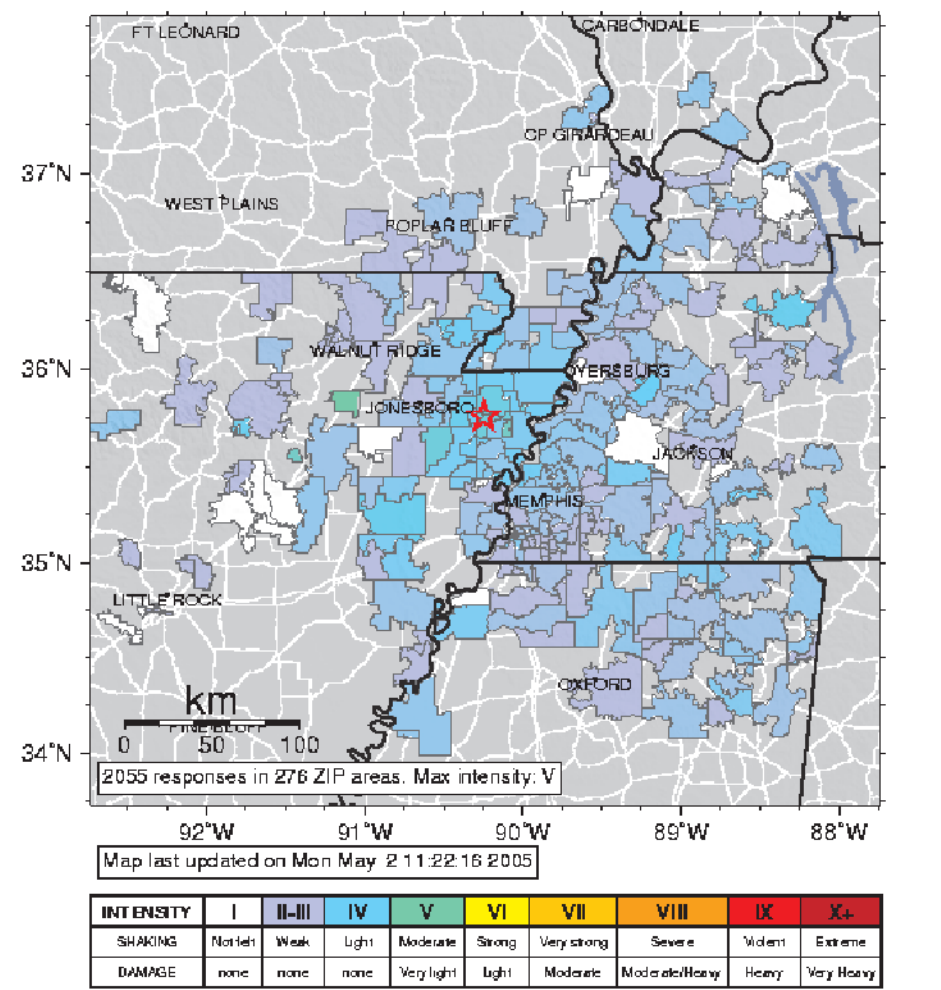 CARBONDALE
FT LEONARD
CP GIRARDEAU
37°N
WEST PLAINS
POPLAR BLUFF
WALNUT RIDGE
36°N
DYERSBURG
JONESBORO
JACKSON
MEMPHIS
35°N
LITTLE ROCK
OXFORD
km
PINE BLUFF
0 50 100
34°N
2055 responses in 276 ZIP areas. Max intensity: V
92°W 91°W 90°W 89°W 88°W
Map last updated on Mon May 2 11:22:16 2005
INTENSITY I II-III IV V VI VII VIII IX X+
SHAKING Not felt Weak Light Moderate Strong Very strong Severe Violent Extreme
DAMAGE none none none Very light Light Moderate Moderate/Heavy Heavy Very Heavy